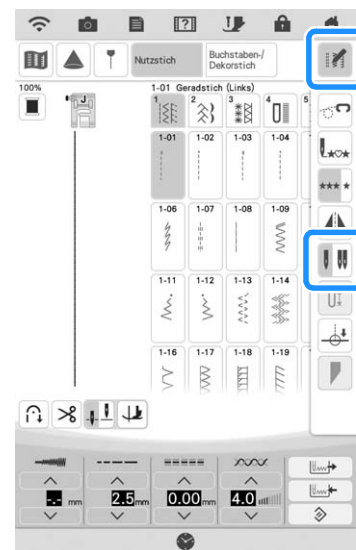 Nutzstich
Buchstaben-/
Dekorstich
100%
J
1-01 Geradstich (Links)
1 2 3 4 5
1-01 1-02 1-03 1-04
1-06 1-07 1-08 1-09
1-11 1-12 1-13 1-14
1-16 1-17 1-18 1-19
-.- mm 2.5 mm 0.00 mm 4.0